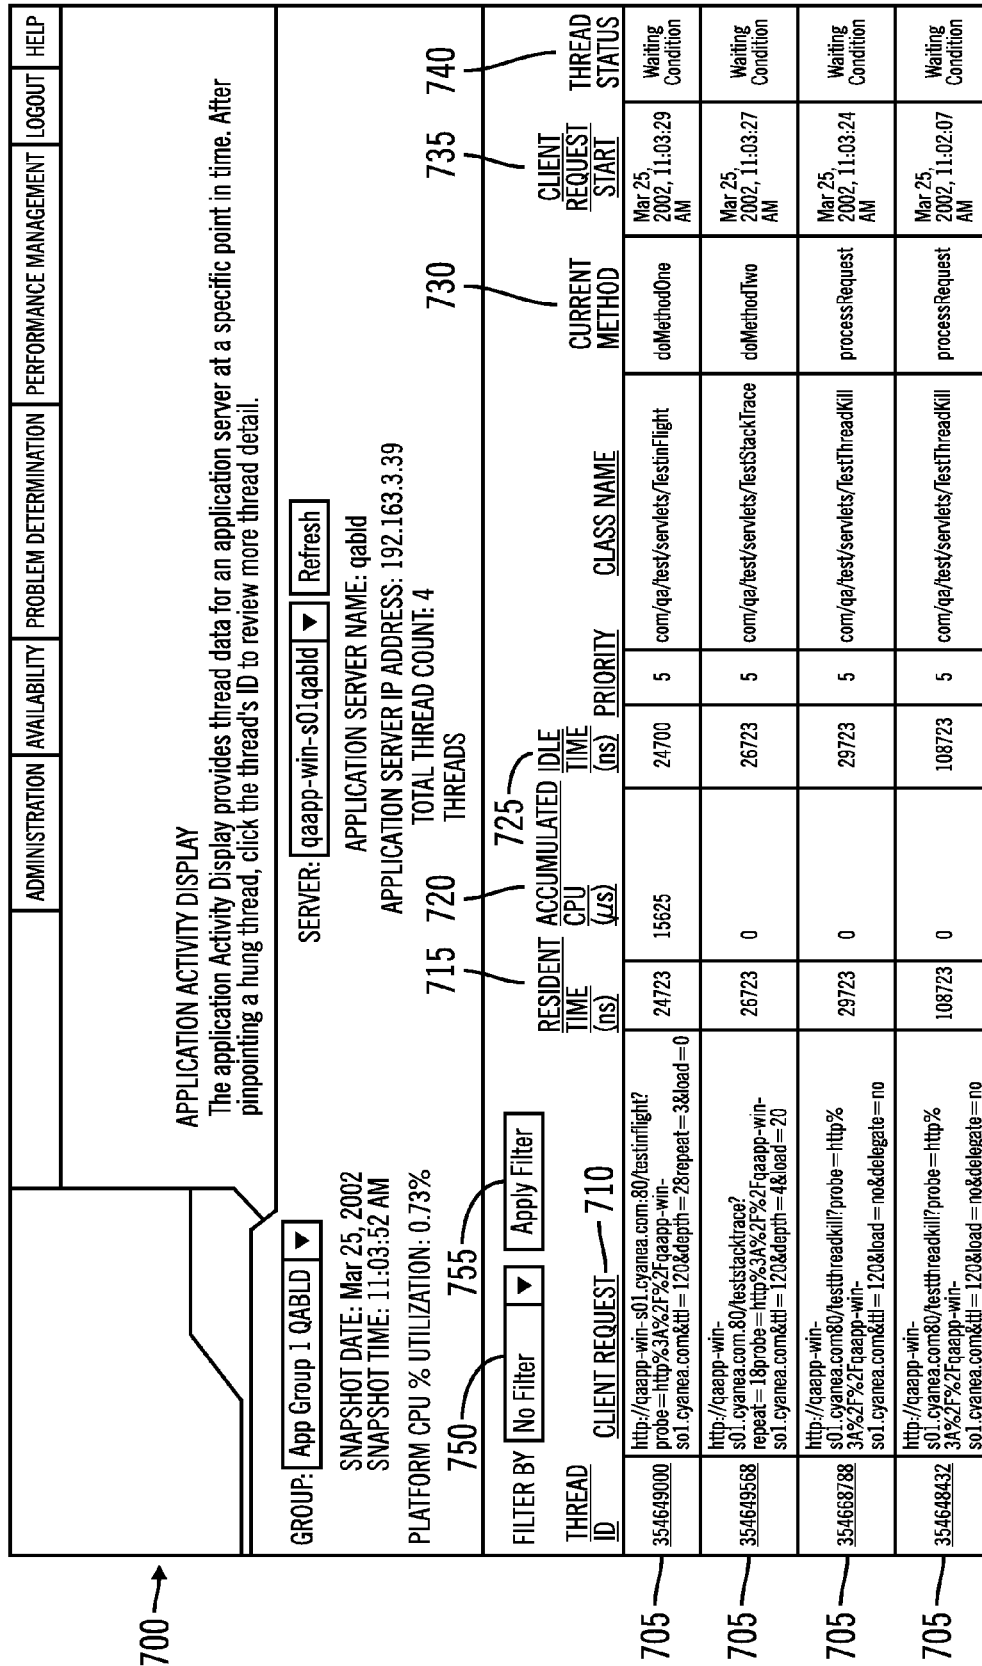 ADMINISTRATION AVAILABILITY PROBLEM DETERMINATION PERFORMANCE MANAGEMENT LOGOUT HELP
700
APPLICATION ACTIVITY DISPLAY
The application Activity Display provides thread data for an application server at a specific point in time. After
pinpointing a hung thread, click the thread's ID to review more thread detail.
GROUP: App Group 1 QABLD ▼ SERVER: qaapp-win-s01qabld ▼ Refresh
SNAPSHOT DATE: Mar 25, 2002 APPLICATION SERVER NAME: qabld
SNAPSHOT TIME: 11:03:52 AM APPLICATION SERVER IP ADDRESS: 192.163.3.39
PLATFORM CPU % UTILIZATION: 0.73% TOTAL THREAD COUNT: 4
THREADS
750 755 715 720 725 730 735 740
FILTER BY No Filter ▼ Apply Filter
THREAD ID CLIENT REQUEST 710 RESIDENT TIME (ns) ACCUMULATED CPU (µs) IDLE TIME (ns) PRIORITY CLASS NAME CURRENT METHOD CLIENT REQUEST START THREAD STATUS
705 354649000
http://qaapp-win-s01.cyanea.com:80/testinflight?
probe=http%3A%2F%2Fqaapp-win-
so1.cyanea.com&ttl=120&depth=28repeat=3&load=0
24723 15625 24700 5 com/qa/test/servlets/TestinFlight doMethodOne
Mar 25,
2002, 11:03:29
AM
Waiting
Condition
705 354649568
http://qaapp-win-
s01.cyanea.com.80/teststacktrace?
repeat=18probe=http%3A%2F%2Fqaapp-win-
so1.cyanea.com&ttl=120&depth=4&load=20
26723 0 26723 5 com/qa/test/servlets/TestStackTrace doMethodTwo
Mar 25,
2002, 11:03:27
AM
Waiting
Condition
705 354668788
http://qaapp-win-
s01.cyanea.com80/testthreadkill?probe=http%
3A%2F%2Fqaapp-win-
so1.cyanea.com&ttl=120&load=no&delegate=no
29723 0 29723 5 com/qa/test/servlets/TestThreadKill processRequest
Mar 25,
2002, 11:03:24
AM
Waiting
Condition
705 354648432
http://qaapp-win-
s01.cyanea.com80/testthreadkill?probe=http%
3A%2F%2Fqaapp-win-
so1.cyanea.com&ttl=120&load=no&delegate=no
108723 0 108723 5 com/qa/test/servlets/TestThreadKill processRequest
Mar 25,
2002, 11:02:07
AM
Waiting
Condition